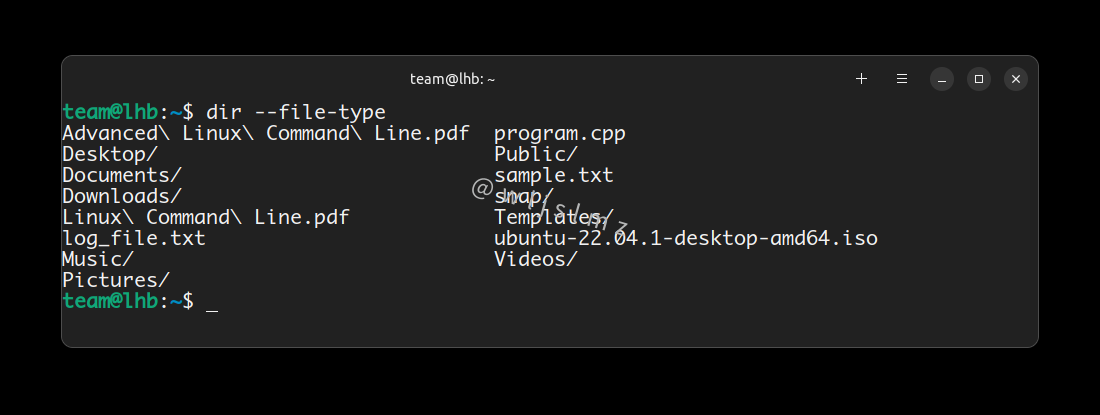 team@lhb: ~
team@lhb:~$ dir --file-type
Advanced\ Linux\ Command\ Line.pdf  program.cpp
Desktop/                            Public/
Documents/                          sample.txt
Downloads/                          snap/
Linux\ Command\ Line.pdf            Templates/
log_file.txt                        ubuntu-22.04.1-desktop-amd64.iso
Music/                              Videos/
Pictures/
team@lhb:~$ _
@wljslmz